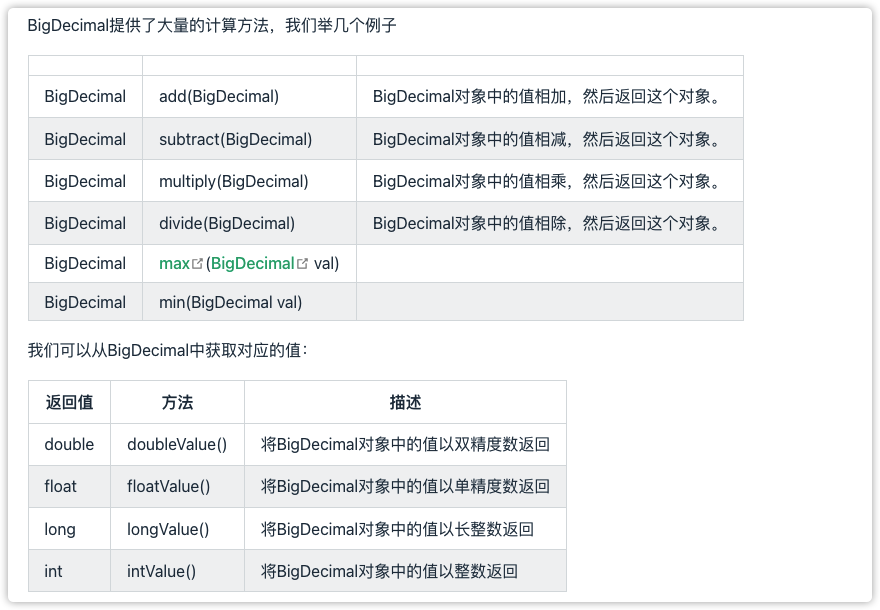 BigDecimal提供了大量的计算方法，我们举几个例子
BigDecimal add(BigDecimal) BigDecimal对象中的值相加，然后返回这个对象。
BigDecimal subtract(BigDecimal) BigDecimal对象中的值相减，然后返回这个对象。
BigDecimal multiply(BigDecimal) BigDecimal对象中的值相乘，然后返回这个对象。
BigDecimal divide(BigDecimal) BigDecimal对象中的值相除，然后返回这个对象。
BigDecimal max(BigDecimal val)
BigDecimal min(BigDecimal val)
我们可以从BigDecimal中获取对应的值：
返回值 方法 描述
double doubleValue() 将BigDecimal对象中的值以双精度数返回
float floatValue() 将BigDecimal对象中的值以单精度数返回
long longValue() 将BigDecimal对象中的值以长整数返回
int intValue() 将BigDecimal对象中的值以整数返回